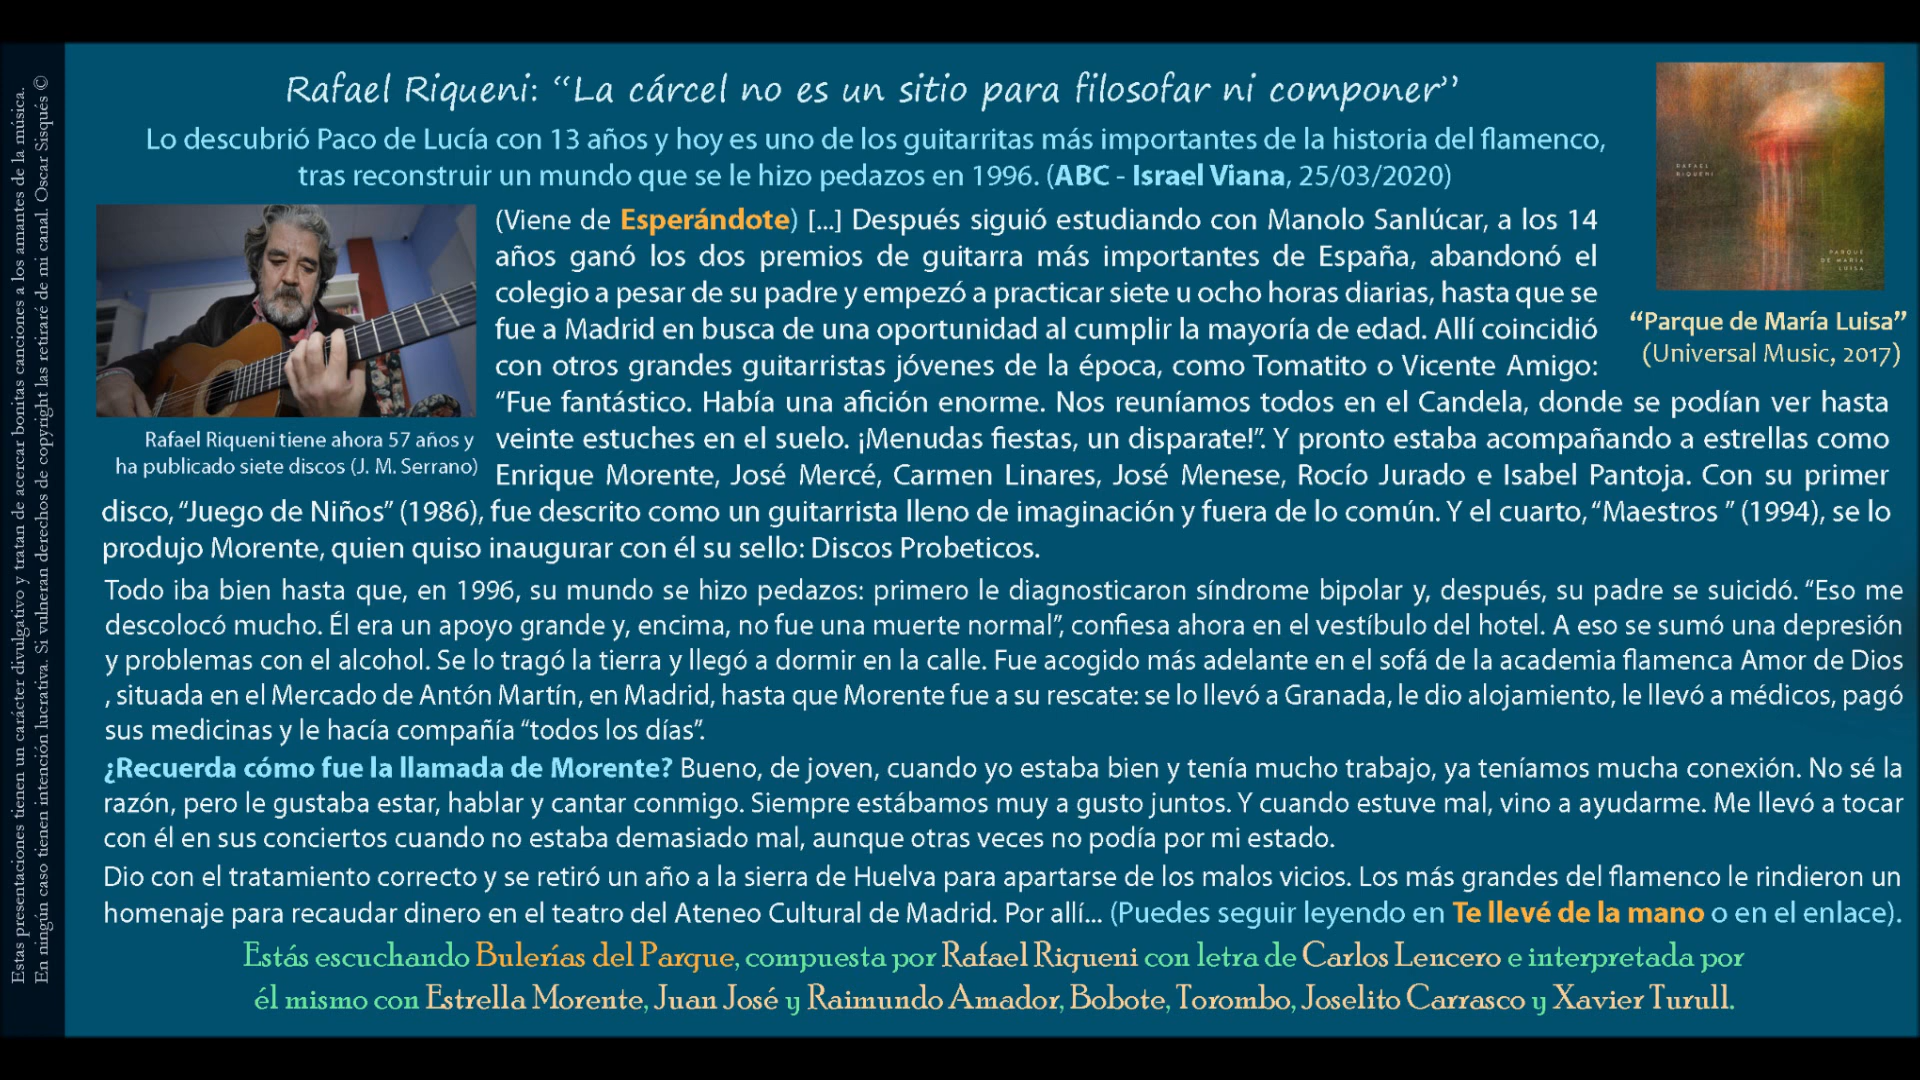 Estas presentaciones tienen un carácter divulgativo y tratan de acercar bonitas canciones a los amantes de la música.
En ningún caso tienen intención lucrativa. Si vulneran derechos de copyright las retiraré de mi canal. Oscar Sisqués ©
Rafael Riqueni: “La cárcel no es un sitio para filosofar ni componer”
Lo descubrió Paco de Lucía con 13 años y hoy es uno de los guitarritas más importantes de la historia del flamenco,
tras reconstruir un mundo que se le hizo pedazos en 1996. (ABC - Israel Viana, 25/03/2020)
RAFAEL
RIQUENI
PARQUE
DE MARÍA
LUISA
“Parque de María Luisa”
(Universal Music, 2017)
Rafael Riqueni tiene ahora 57 años y
ha publicado siete discos (J. M. Serrano)
(Viene de Esperándote) [...] Después siguió estudiando con Manolo Sanlúcar, a los 14
años ganó los dos premios de guitarra más importantes de España, abandonó el
colegio a pesar de su padre y empezó a practicar siete u ocho horas diarias, hasta que se
fue a Madrid en busca de una oportunidad al cumplir la mayoría de edad. Allí coincidió
con otros grandes guitarristas jóvenes de la época, como Tomatito o Vicente Amigo:
“Fue fantástico. Había una afición enorme. Nos reuníamos todos en el Candela, donde se podían ver hasta
veinte estuches en el suelo. ¡Menudas fiestas, un disparate!”. Y pronto estaba acompañando a estrellas como
Enrique Morente, José Mercé, Carmen Linares, José Menese, Rocío Jurado e Isabel Pantoja. Con su primer
disco, “Juego de Niños” (1986), fue descrito como un guitarrista lleno de imaginación y fuera de lo común. Y el cuarto, “Maestros ” (1994), se lo
produjo Morente, quien quiso inaugurar con él su sello: Discos Probeticos.
Todo iba bien hasta que, en 1996, su mundo se hizo pedazos: primero le diagnosticaron síndrome bipolar y, después, su padre se suicidó. “Eso me
descolocó mucho. Él era un apoyo grande y, encima, no fue una muerte normal”, confiesa ahora en el vestíbulo del hotel. A eso se sumó una depresión
y problemas con el alcohol. Se lo tragó la tierra y llegó a dormir en la calle. Fue acogido más adelante en el sofá de la academia flamenca Amor de Dios
, situada en el Mercado de Antón Martín, en Madrid, hasta que Morente fue a su rescate: se lo llevó a Granada, le dio alojamiento, le llevó a médicos, pagó
sus medicinas y le hacía compañía “todos los días”.
¿Recuerda cómo fue la llamada de Morente? Bueno, de joven, cuando yo estaba bien y tenía mucho trabajo, ya teníamos mucha conexión. No sé la
razón, pero le gustaba estar, hablar y cantar conmigo. Siempre estábamos muy a gusto juntos. Y cuando estuve mal, vino a ayudarme. Me llevó a tocar
con él en sus conciertos cuando no estaba demasiado mal, aunque otras veces no podía por mi estado.
Dio con el tratamiento correcto y se retiró un año a la sierra de Huelva para apartarse de los malos vicios. Los más grandes del flamenco le rindieron un
homenaje para recaudar dinero en el teatro del Ateneo Cultural de Madrid. Por allí... (Puedes seguir leyendo en Te llevé de la mano o en el enlace).
Estás escuchando Bulerías del Parque, compuesta por Rafael Riqueni con letra de Carlos Lencero e interpretada por
él mismo con Estrella Morente, Juan José y Raimundo Amador, Bobote, Torombo, Joselito Carrasco y Xavier Turull.